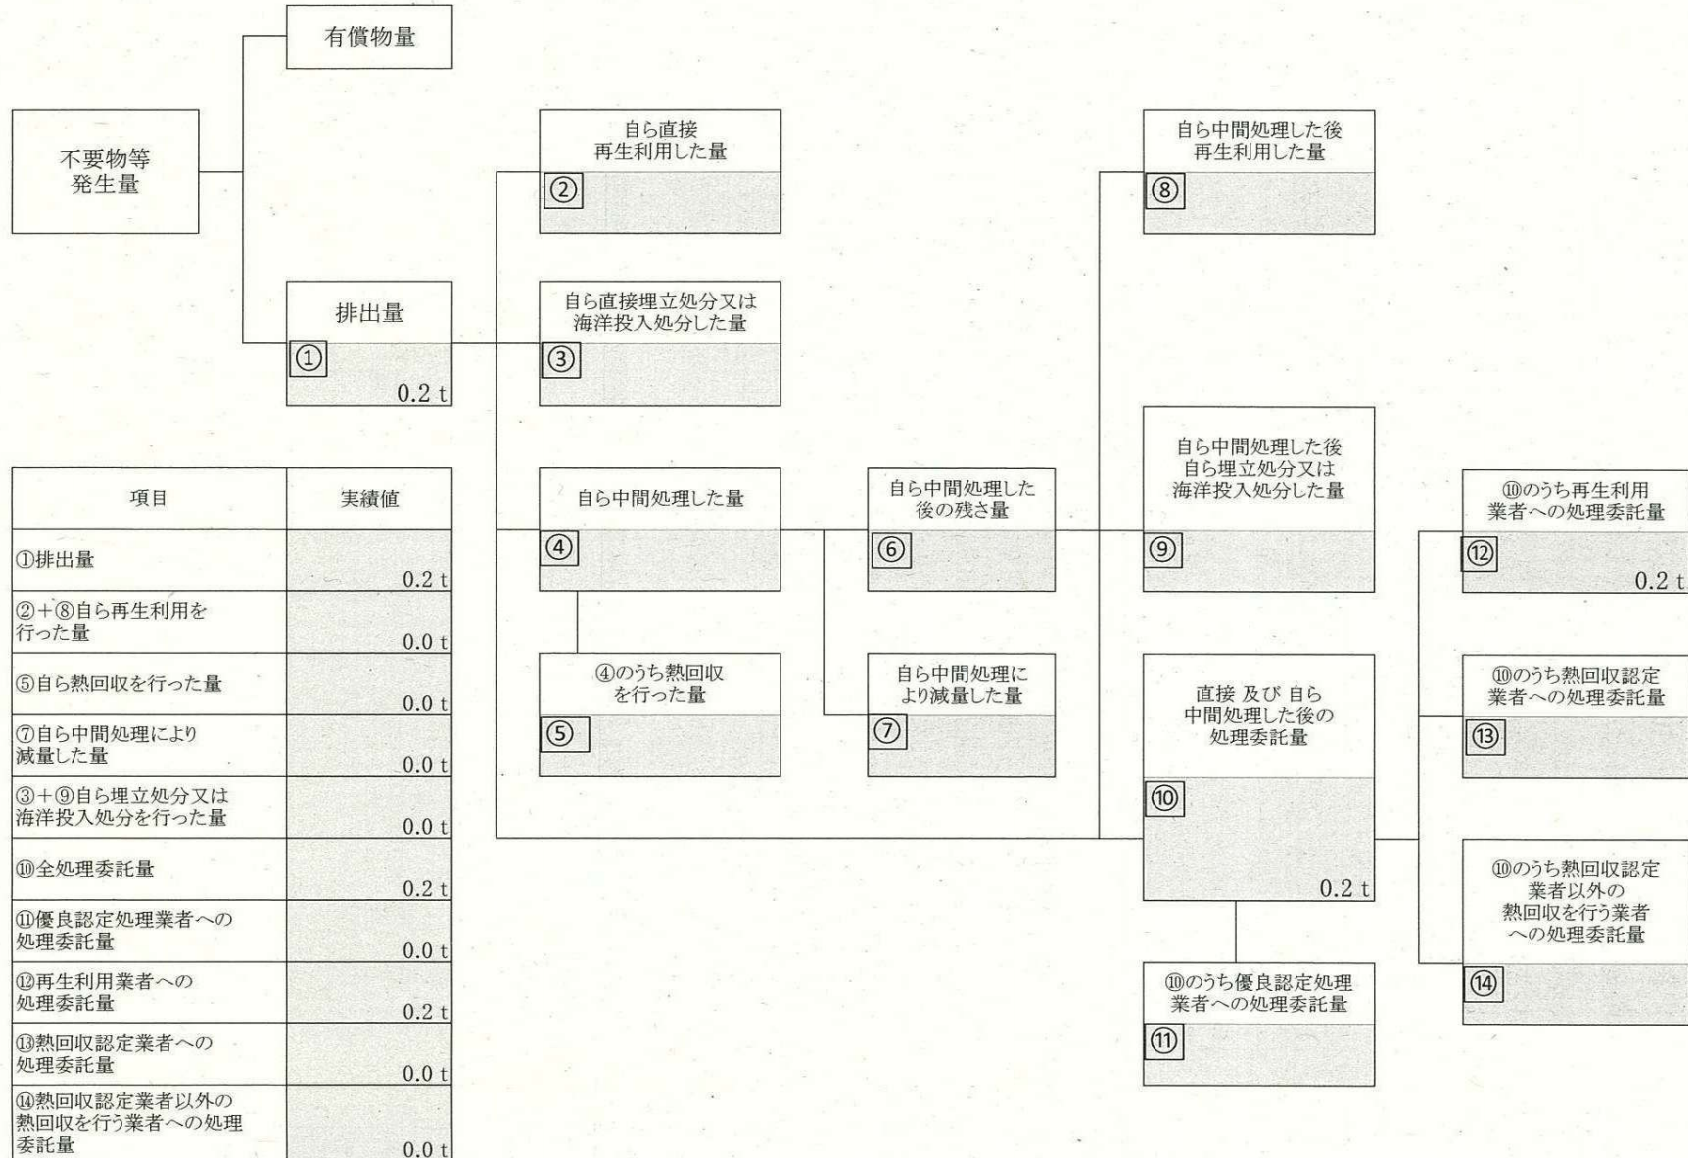 有償物量
不要物等
発生量
排出量
①
0.2 t
自ら直接
再生利用した量
②
自ら直接埋立処分又は
海洋投入処分した量
③
自ら中間処理した量
④
④のうち熱回収
を行った量
⑤
自ら中間処理した
後の残さ量
⑥
自ら中間処理に
より減量した量
⑦
自ら中間処理した後
再生利用した量
⑧
自ら中間処理した後
自ら埋立処分又は
海洋投入処分した量
⑨
直接 及び 自ら
中間処理した後の
処理委託量
⑩
0.2 t
⑩のうち優良認定処理
業者への処理委託量
⑪
⑩のうち再生利用
業者への処理委託量
⑫
0.2 t
⑩のうち熱回収認定
業者への処理委託量
⑬
⑩のうち熱回収認定
業者以外の
熱回収を行う業者
への処理委託量
⑭
項目 実績値
①排出量
0.2 t
②+⑧自ら再生利用を
行った量
0.0 t
⑤自ら熱回収を行った量
0.0 t
⑦自ら中間処理により
減量した量
0.0 t
③+⑨自ら埋立処分又は
海洋投入処分を行った量
0.0 t
⑩全処理委託量
0.2 t
⑪優良認定処理業者への
処理委託量
0.0 t
⑫再生利用業者への
処理委託量
0.2 t
⑬熱回収認定業者への
処理委託量
0.0 t
⑭熱回収認定業者以外の
熱回収を行う業者への処理
委託量
0.0 t